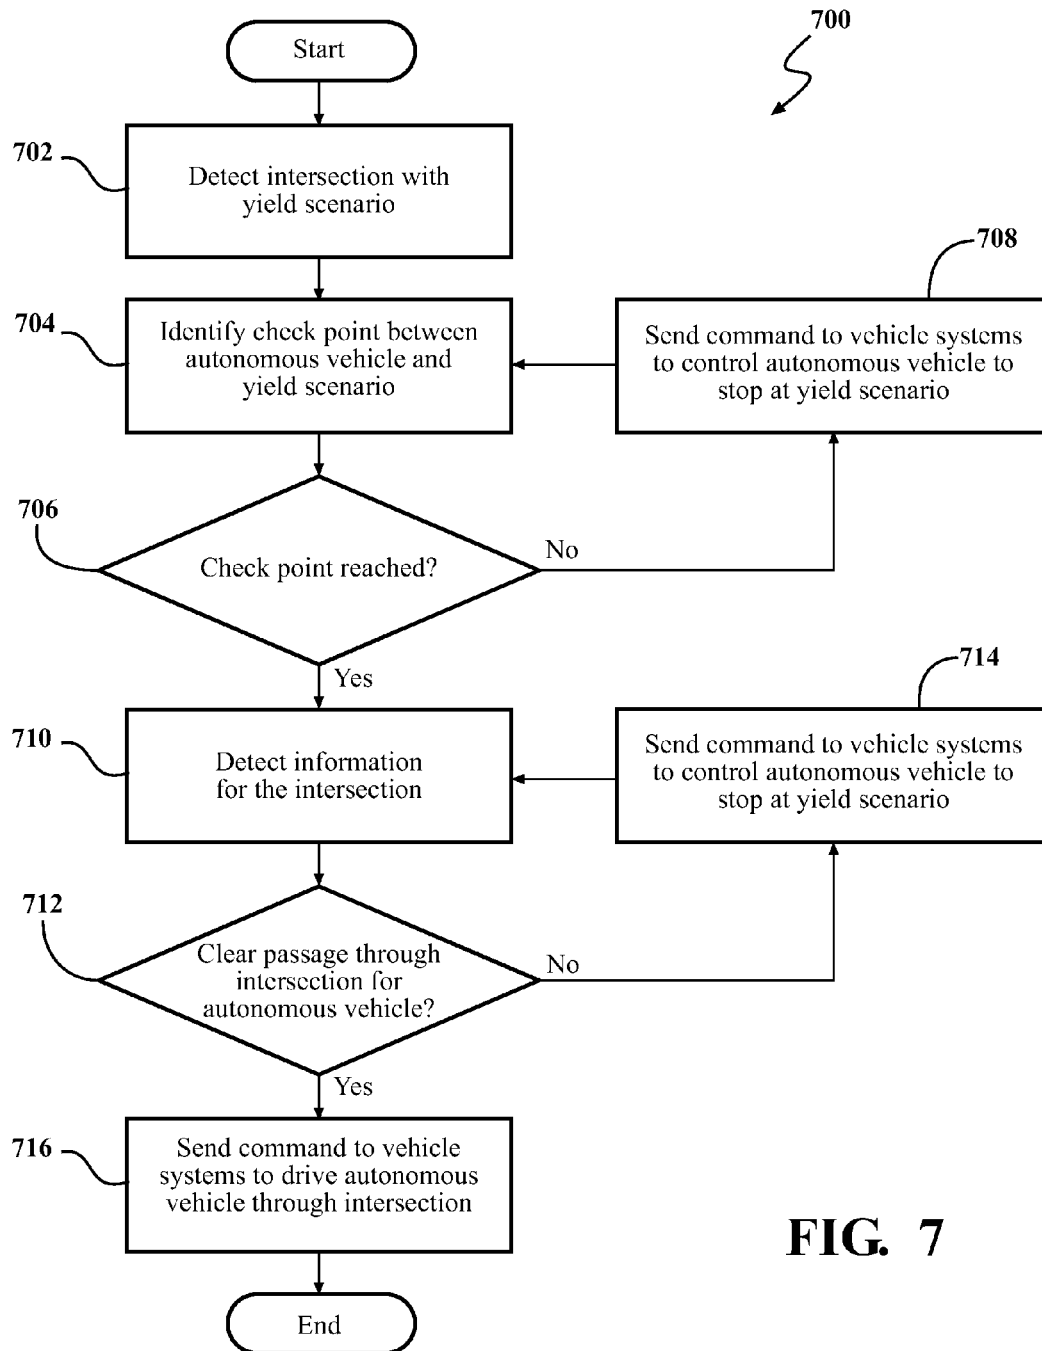 Start
700
702
Detect intersection with
yield scenario
708
704
Identify check point between
autonomous vehicle and
yield scenario
Send command to vehicle systems
to control autonomous vehicle to
stop at yield scenario
706
Check point reached?
No
Yes
714
710
Detect information
for the intersection
Send command to vehicle systems
to control autonomous vehicle to
stop at yield scenario
712
Clear passage through
intersection for
autonomous vehicle?
No
Yes
716
Send command to vehicle
systems to drive autonomous
vehicle through intersection
FIG. 7
End